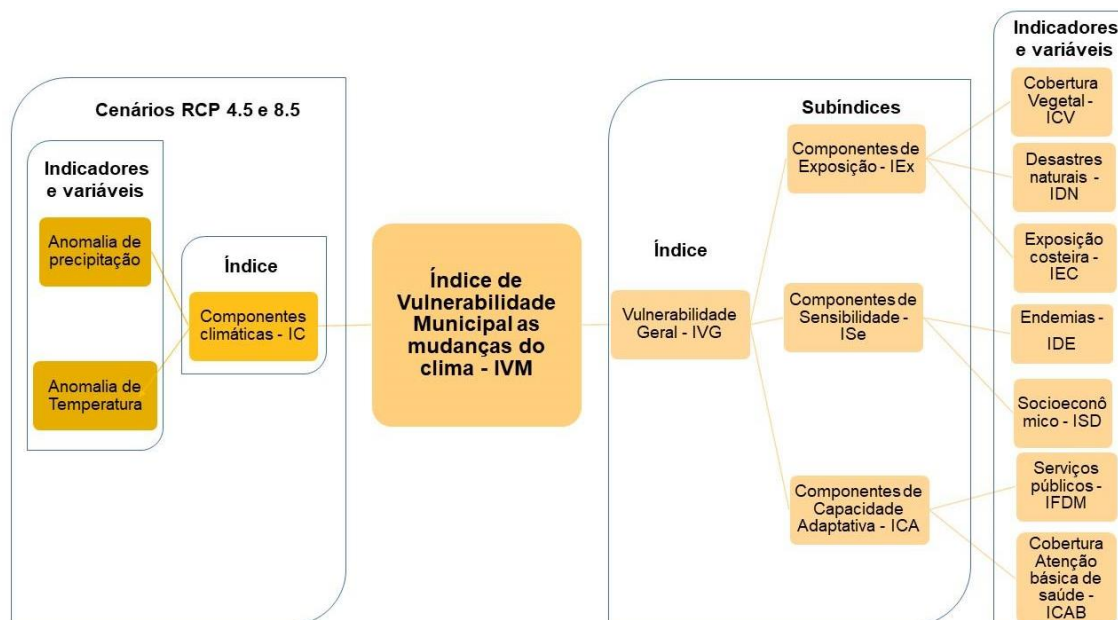 Cenários RCP 4.5 e 8.5
Indicadores
e variáveis
Anomalia de
precipitação
Anomalia de
Temperatura
Índice
Componentes
climáticas - IC
Índice de
Vulnerabilidade
Municipal as
mudanças do
clima - IVM
Índice
Vulnerabilidade
Geral - IVG
Subíndices
Componentes de
Exposição - IEx
Componentes de
Sensibilidade -
ISe
Componentes de
Capacidade
Adaptativa - ICA
Indicadores
e variáveis
Cobertura
Vegetal -
ICV
Desastres
naturais -
IDN
Exposição
costeira -
IEC
Endemias -
IDE
Socioeconô
mico - ISD
Serviços
públicos -
IFDM
Cobertura
Atenção
básica de
saúde -
ICAB